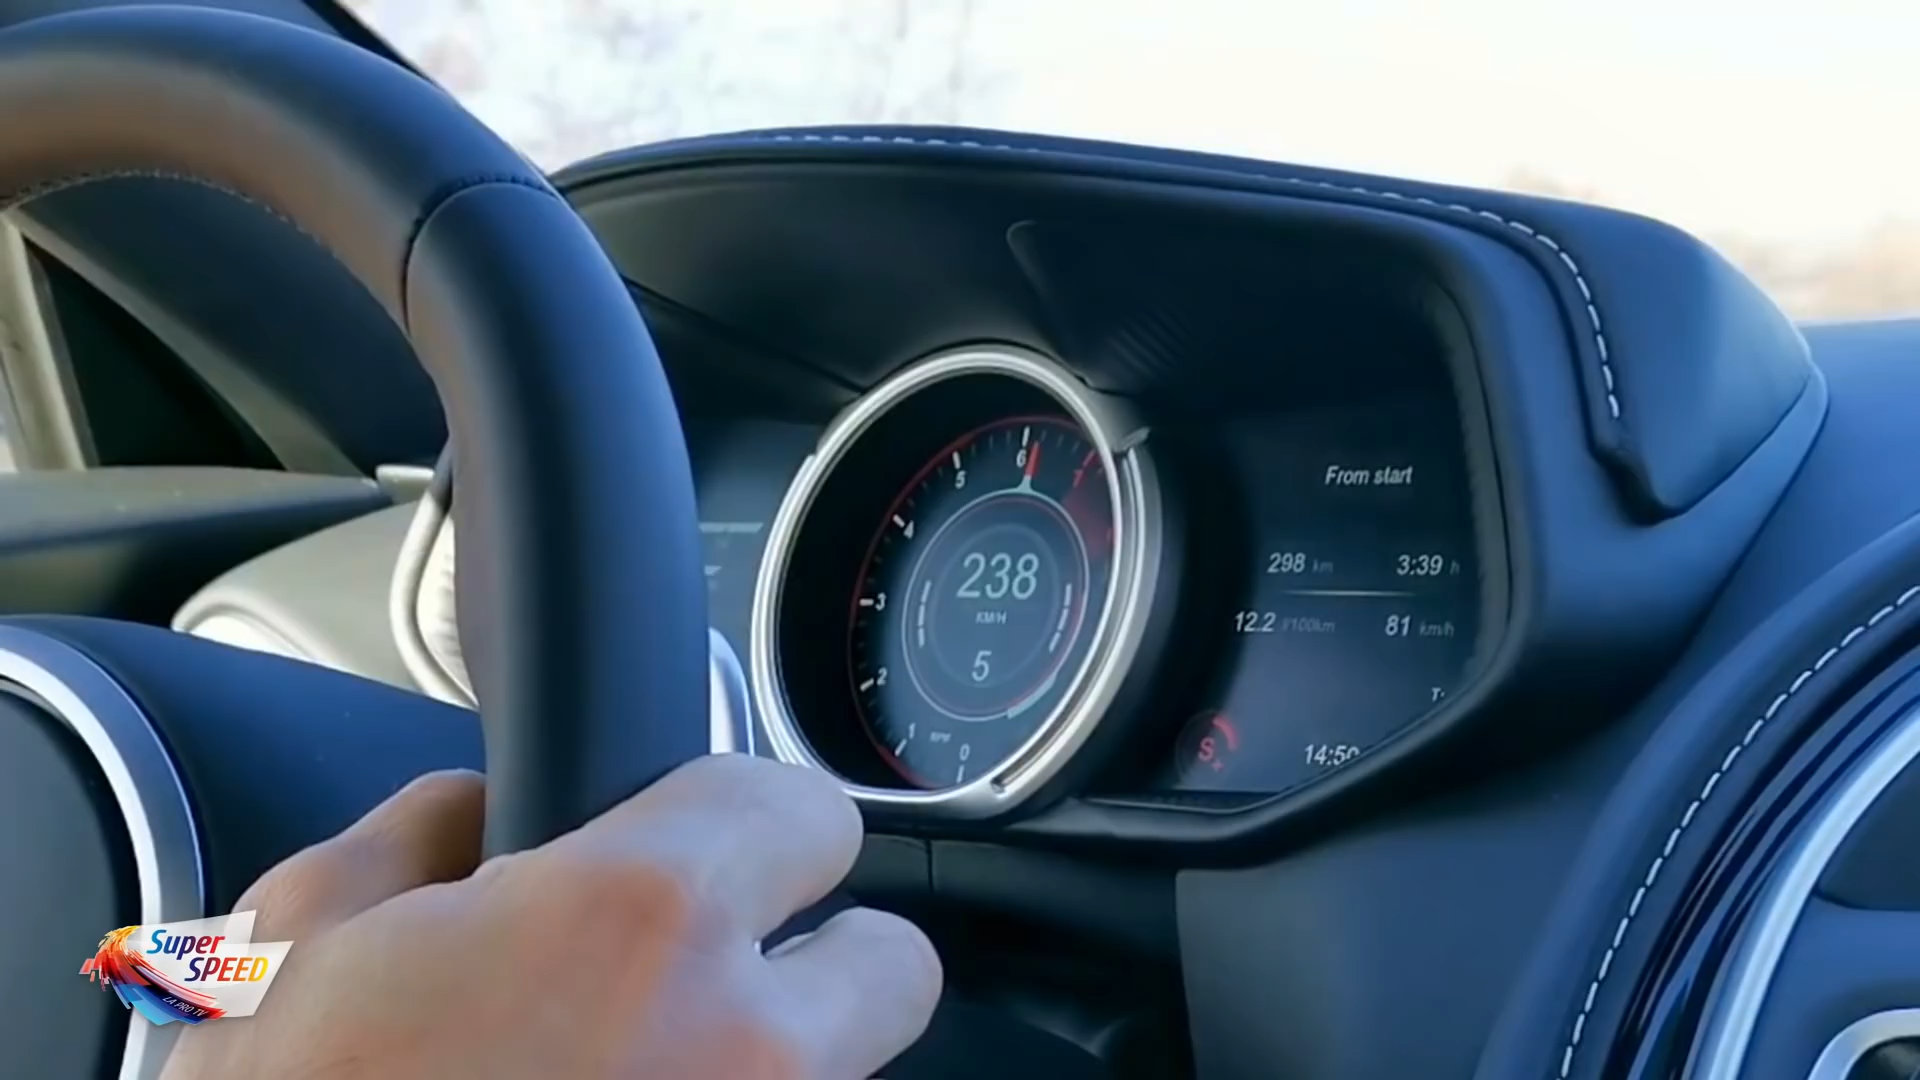 From start
298 km 3:39 h
12.2 l/100km 81 km/h
14:50
S+
238
KM/H
5
0
1
2
3
4
5
6
7
RPM
Super
SPEED
LA PRO TV